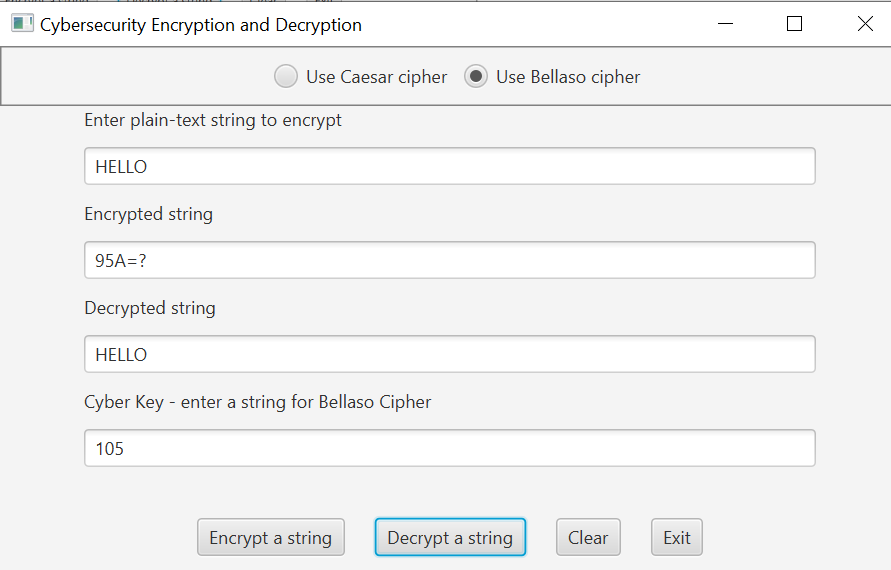 Cybersecurity Encryption and Decryption
Use Caesar cipher Use Bellaso cipher
Enter plain-text string to encrypt
HELLO
Encrypted string
95A=?
Decrypted string
HELLO
Cyber Key - enter a string for Bellaso Cipher
105
Encrypt a string Decrypt a string Clear Exit